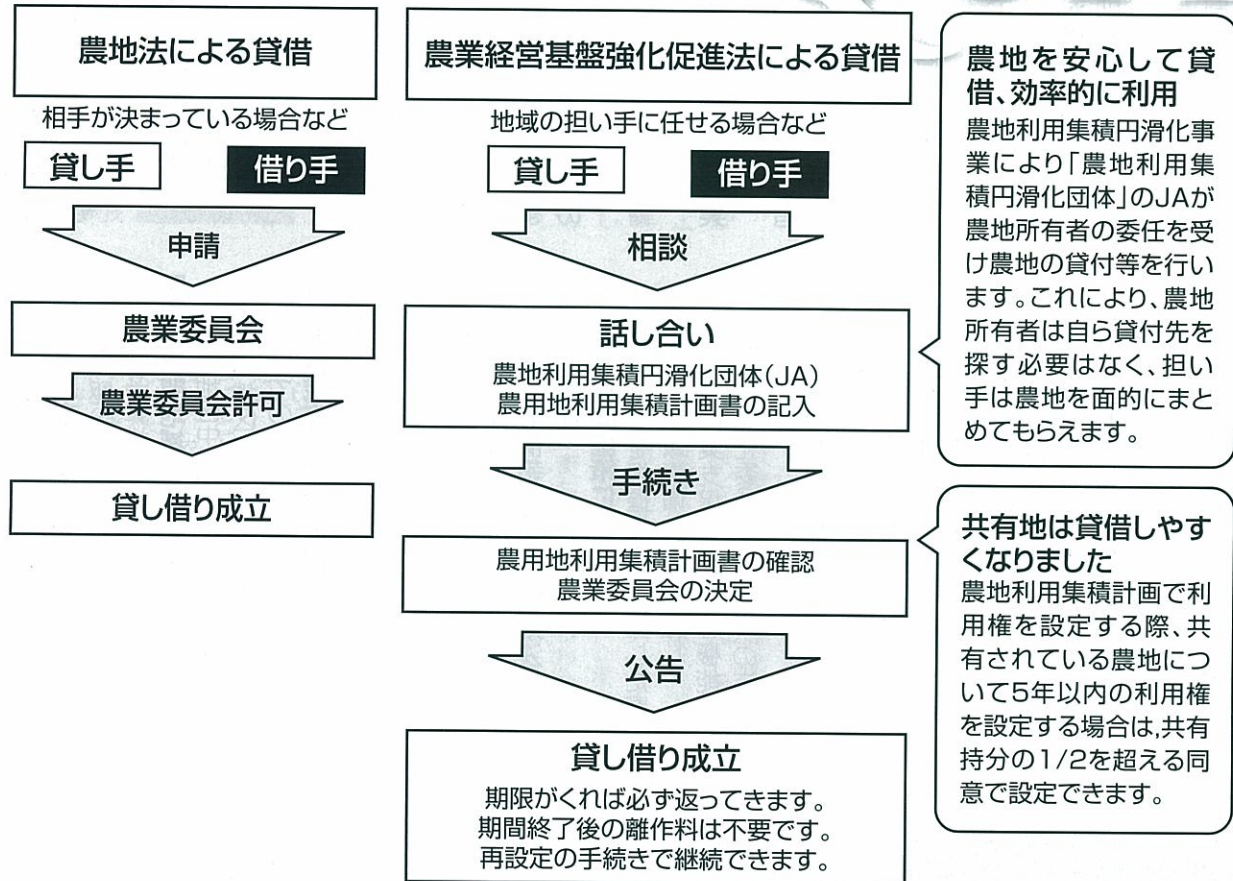 農地法による貸借
相手が決まっている場合など
貸し手
借り手
申請
農業委員会
農業委員会許可
貸し借り成立
農業経営基盤強化促進法による貸借
地域の担い手に任せる場合など
貸し手
借り手
相談
話し合い
農地利用集積円滑化団体(JA)
農用地利用集積計画書の記入
手続き
農用地利用集積計画書の確認
農業委員会の決定
公告
貸し借り成立
期限がくれば必ず返ってきます。
期間終了後の離作料は不要です。
再設定の手続きで継続できます。
農地を安心して貸
借、効率的に利用
農地利用集積円滑化事
業により「農地利用集
積円滑化団体」のJAが
農地所有者の委任を受
け農地の貸付等を行い
ます。これにより、農地
所有者は自ら貸付先を
探す必要はなく、担い
手は農地を面的にまと
めてもらえます。
共有地は貸借しやす
くなりました
農地利用集積計画で利
用権を設定する際、共
有されている農地につ
いて5年以内の利用権
を設定する場合は,共有
持分の1/2を超える同
意で設定できます。